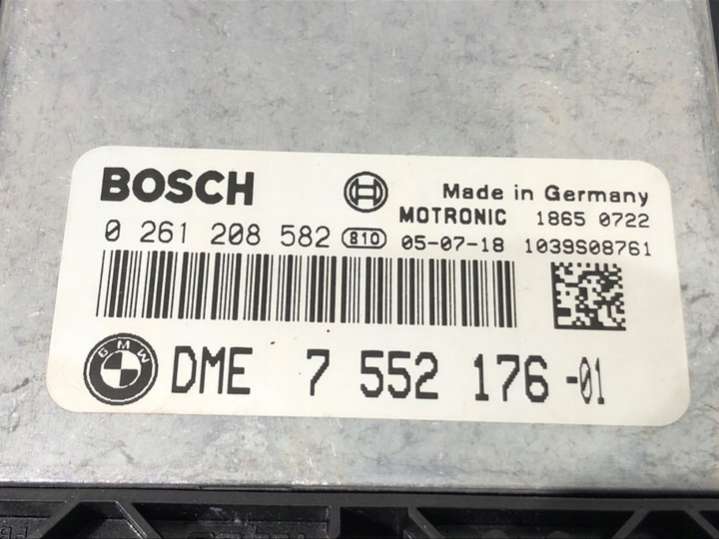 BOSCH Made in Germany
MOTRONIC 1865 0722
0 261 208 582 810 05-07-18 1039S08761
BMW DME 7 552 176-01